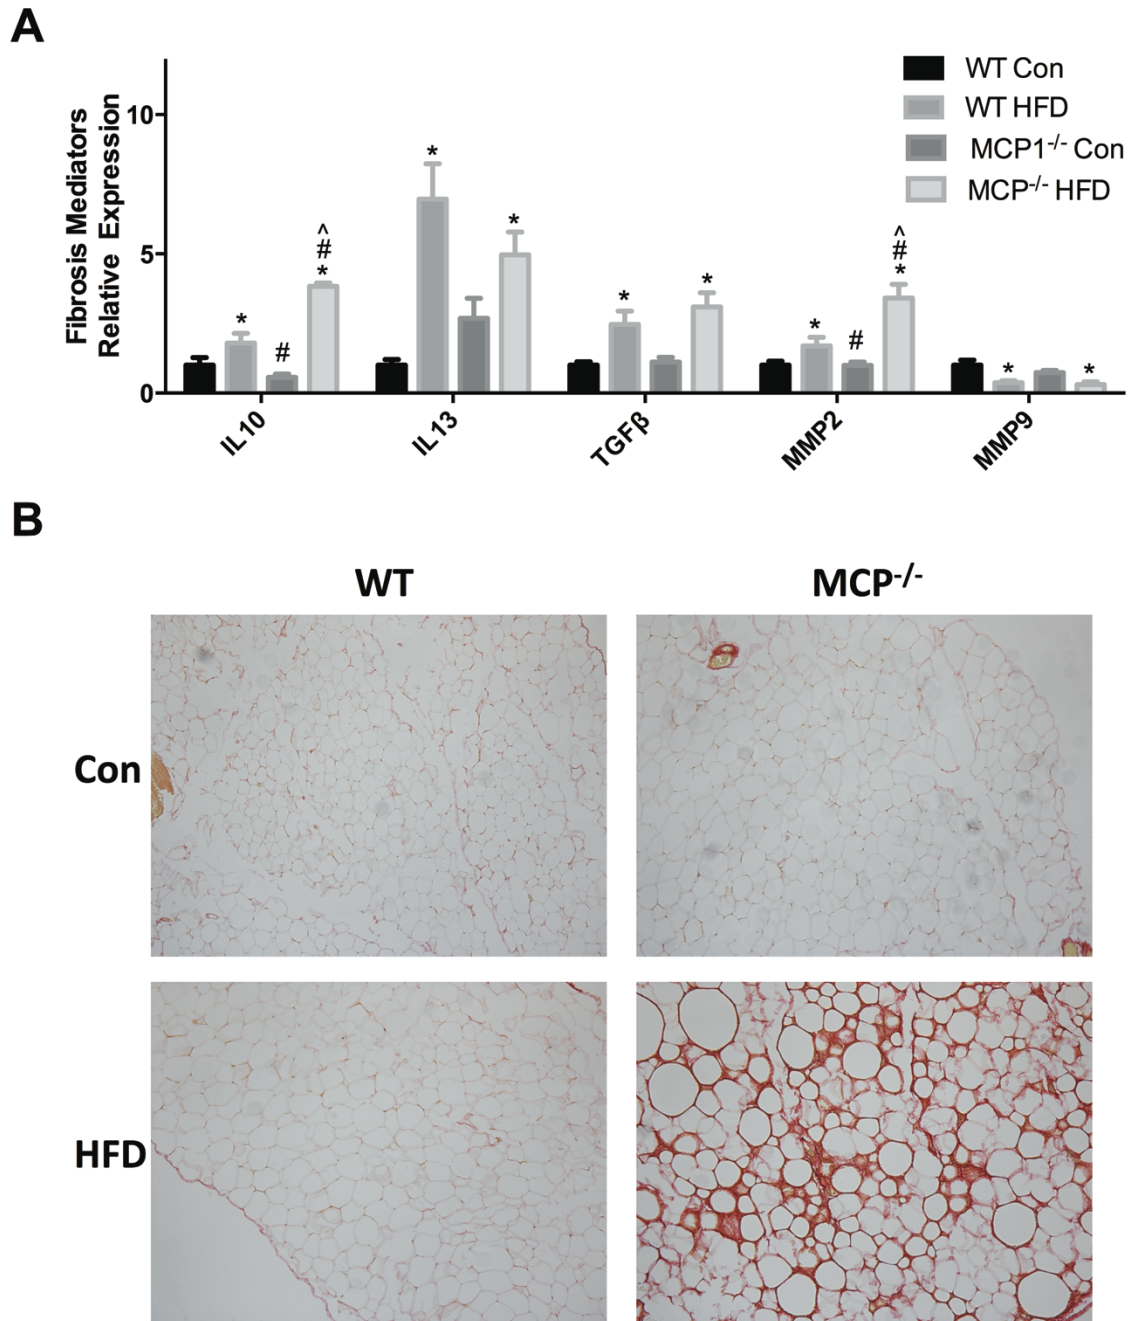 A
Fibrosis Mediators
Relative Expression
10
5
0
WT Con
WT HFD
MCP1-/- Con
MCP-/- HFD
*
#
^
#
*
*
*
*
*
*
#
^
#
*
*
*
IL10
IL13
TGFβ
MMP2
MMP9
B
WT
MCP-/-
Con
HFD